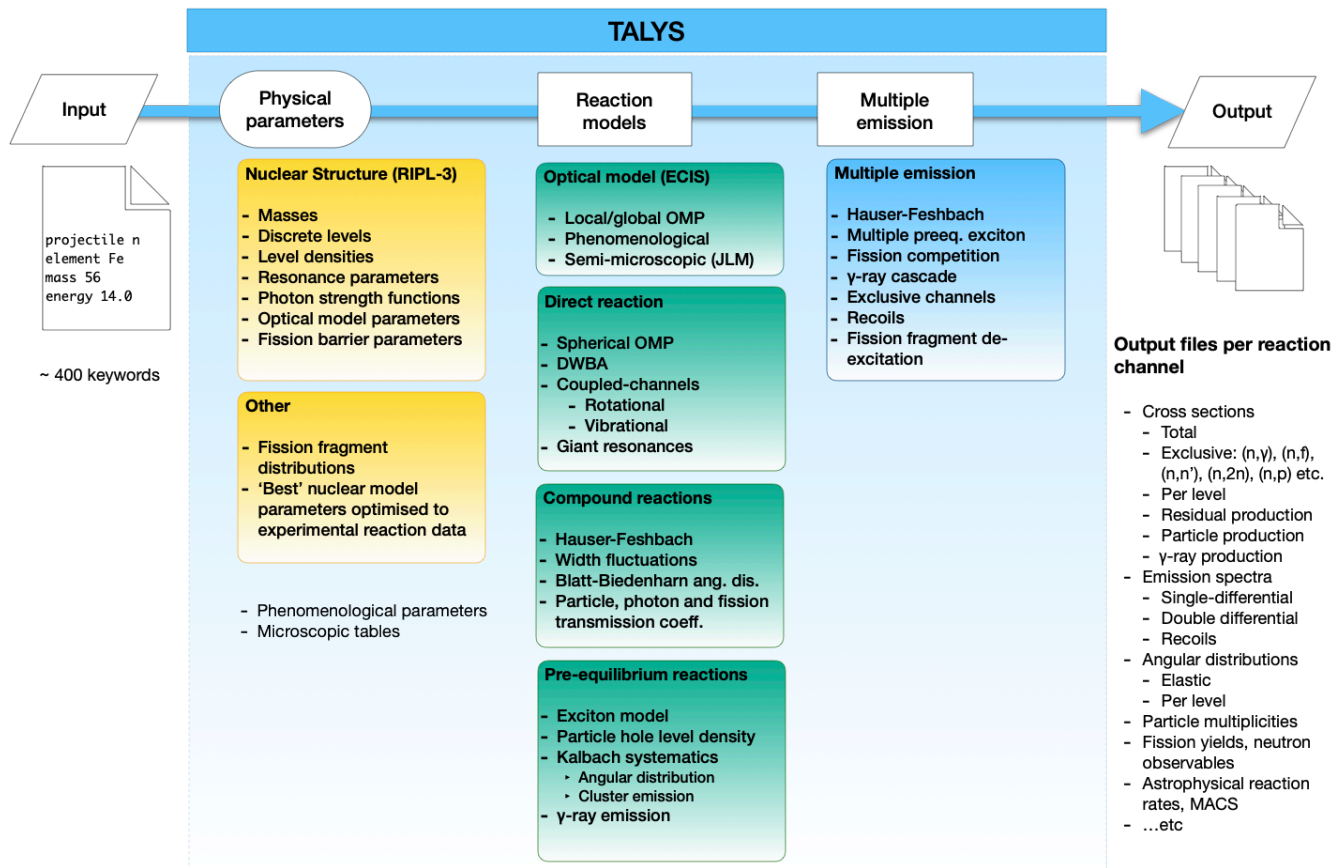 TALYS
Input
Physical
parameters
Reaction
models
Multiple
emission
Output
projectile n
element Fe
mass 56
energy 14.0
~ 400 keywords
Nuclear Structure (RIPL-3)
- Masses
- Discrete levels
- Level densities
- Resonance parameters
- Photon strength functions
- Optical model parameters
- Fission barrier parameters
Other
- Fission fragment
distributions
- ‘Best’ nuclear model
parameters optimised to
experimental reaction data
- Phenomenological parameters
- Microscopic tables
Optical model (ECIS)
- Local/global OMP
- Phenomenological
- Semi-microscopic (JLM)
Direct reaction
- Spherical OMP
- DWBA
- Coupled-channels
- Rotational
- Vibrational
- Giant resonances
Compound reactions
- Hauser-Feshbach
- Width fluctuations
- Blatt-Biedenharn ang. dis.
- Particle, photon and fission
transmission coeff.
Pre-equilibrium reactions
- Exciton model
- Particle hole level density
- Kalbach systematics
‣ Angular distribution
‣ Cluster emission
- γ-ray emission
Multiple emission
- Hauser-Feshbach
- Multiple preeq. exciton
- Fission competition
- γ-ray cascade
- Exclusive channels
- Recoils
- Fission fragment de-
excitation
Output files per reaction
channel
- Cross sections
- Total
- Exclusive: (n,γ), (n,f),
(n,n’), (n,2n), (n,p) etc.
- Per level
- Residual production
- Particle production
- γ-ray production
- Emission spectra
- Single-differential
- Double differential
- Recoils
- Angular distributions
- Elastic
- Per level
- Particle multiplicities
- Fission yields, neutron
observables
- Astrophysical reaction
rates, MACS
- …etc